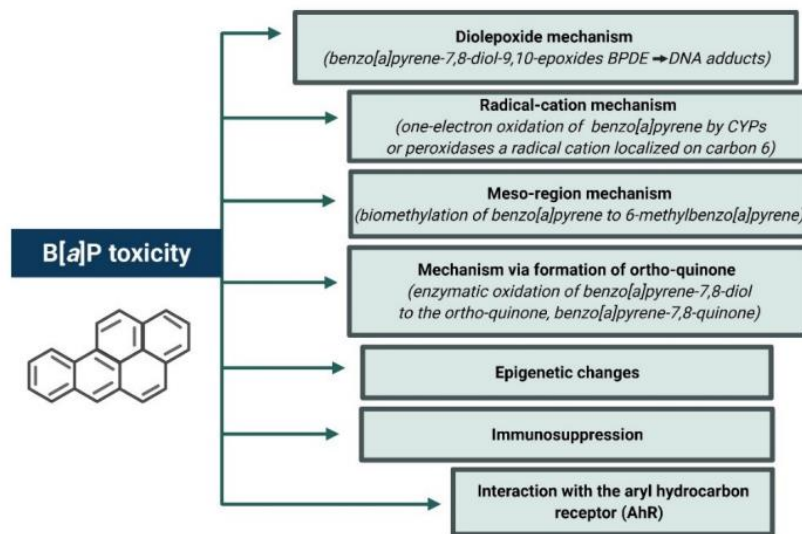 Diolepoxide mechanism
(benzo[a]pyrene-7,8-diol-9,10-epoxides BPDE ➔DNA adducts)
Radical-cation mechanism
(one-electron oxidation of benzo[a]pyrene by CYPs
or peroxidases a radical cation localized on carbon 6)
Meso-region mechanism
(biomethylation of benzo[a]pyrene to 6-methylbenzo[a]pyrene)
B[a]P toxicity
Mechanism via formation of ortho-quinone
(enzymatic oxidation of benzo[a]pyrene-7,8-diol
to the ortho-quinone, benzo[a]pyrene-7,8-quinone)
Epigenetic changes
Immunosuppression
Interaction with the aryl hydrocarbon
receptor (AhR)